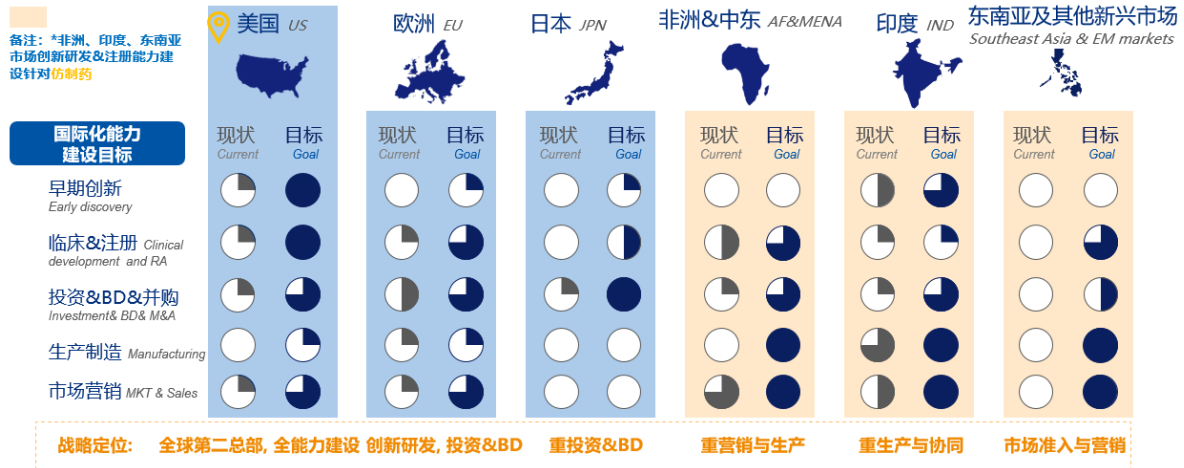 美国 US
欧洲 EU
日本 JPN
非洲&中东 AF&MENA
印度 IND
东南亚及其他新兴市场
Southeast Asia & EM markets
备注：*非洲、印度、东南亚
市场创新研发&注册能力建
设针对仿制药
国际化能力
建设目标
现状 目标 现状 目标 现状 目标 现状 目标 现状 目标 现状 目标
Current Goal Current Goal Current Goal Current Goal Current Goal Current Goal
早期创新
Early discovery
临床&注册 Clinical
development and RA
投资&BD&并购
Investment& BD& M&A
生产制造 Manufacturing
市场营销 MKT & Sales
战略定位: 全球第二总部, 全能力建设 创新研发, 投资&BD 重投资&BD 重营销与生产 重生产与协同 市场准入与营销